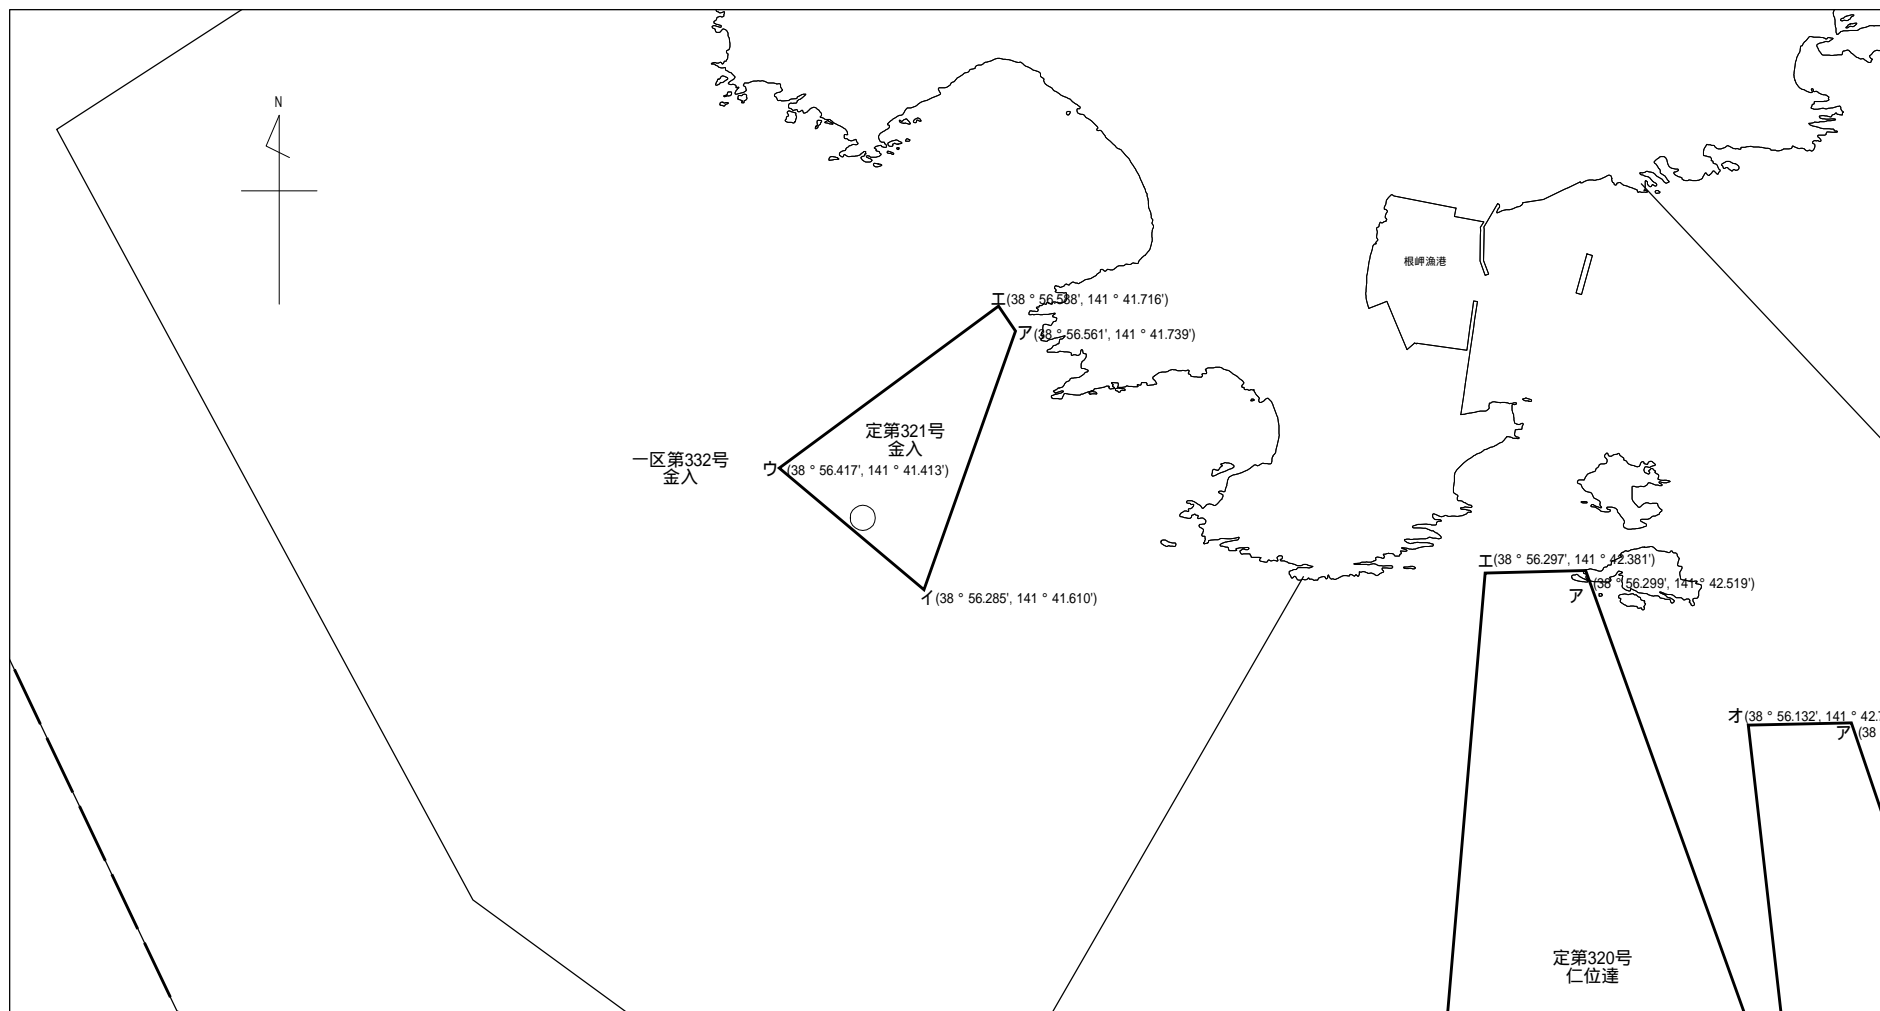 N
根岬漁港
エ(38 ° 56.588', 141 ° 41.716')
ア(38 ° 56.561', 141 ° 41.739')
定第321号
金入
一区第332号
金入
ウ(38 ° 56.417', 141 ° 41.413')
イ(38 ° 56.285', 141 ° 41.610')
エ(38 ° 56.297', 141 ° 42.381')
ア(38 ° 56.299', 141 ° 42.519')
オ(38 ° 56.132', 141 ° 42.
ア(38
定第320号
仁位達